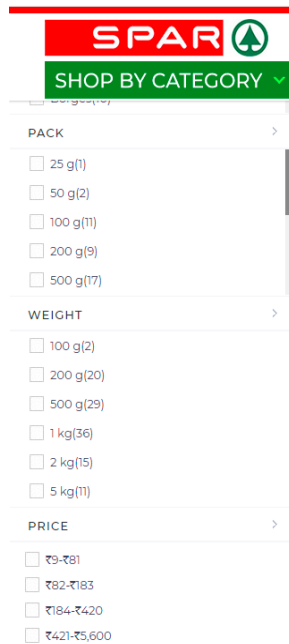 SPAR
SHOP BY CATEGORY
PACK
25 g(1)
50 g(2)
100 g(11)
200 g(9)
500 g(17)
WEIGHT
100 g(2)
200 g(20)
500 g(29)
1 kg(36)
2 kg(15)
5 kg(11)
PRICE
₹9-₹81
₹82-₹183
₹184-₹420
₹421-₹5,600